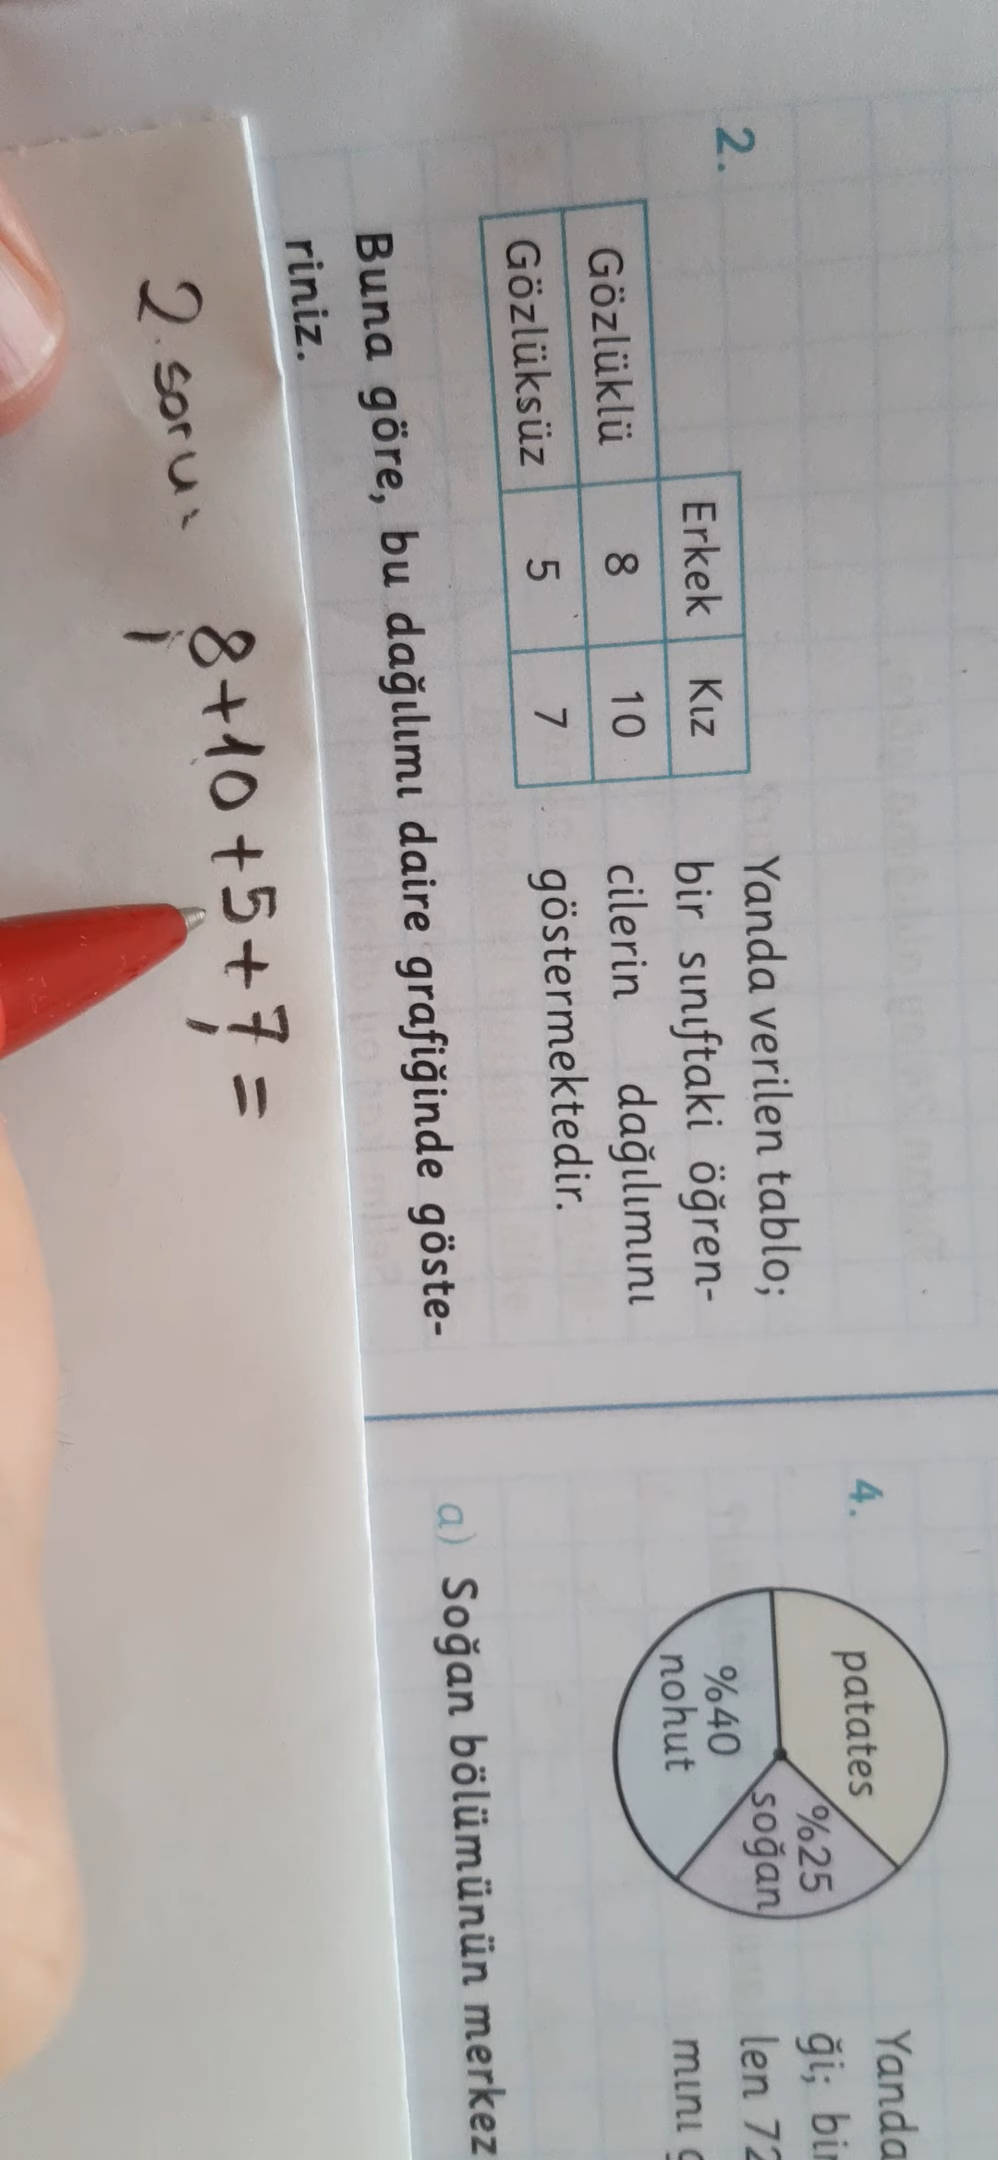 2.
Erkek Kız
Gözlüklü 8 10
Gözlüksüz 5 7
Yanda verilen tablo;
bir sınıftaki öğren-
cilerin dağılımını
göstermektedir.
Buna göre, bu dağılımı daire grafiğinde göste-
riniz.
2. soru:
8+10+5+7=
4.
patates
%25
soğan
%40
nohut
Yanda
ği; bir
len 72
mını
a) Soğan bölümünün merkez